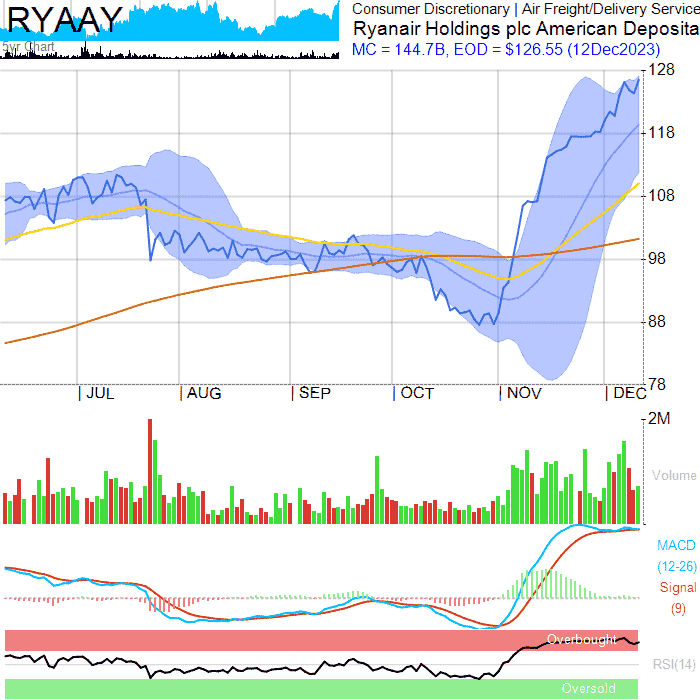 RYAAY
5yr Chart
Consumer Discretionary | Air Freight/Delivery Service
Ryanair Holdings plc American Deposita
MC = 144.7B, EOD = $126.55 (12Dec2023)
128
118
108
98
88
78
| JUL | AUG | SEP | OCT | NOV | DEC
2M
Volume
MACD
(12-26)
Signal
(9)
Overbought
RSI(14)
Oversold